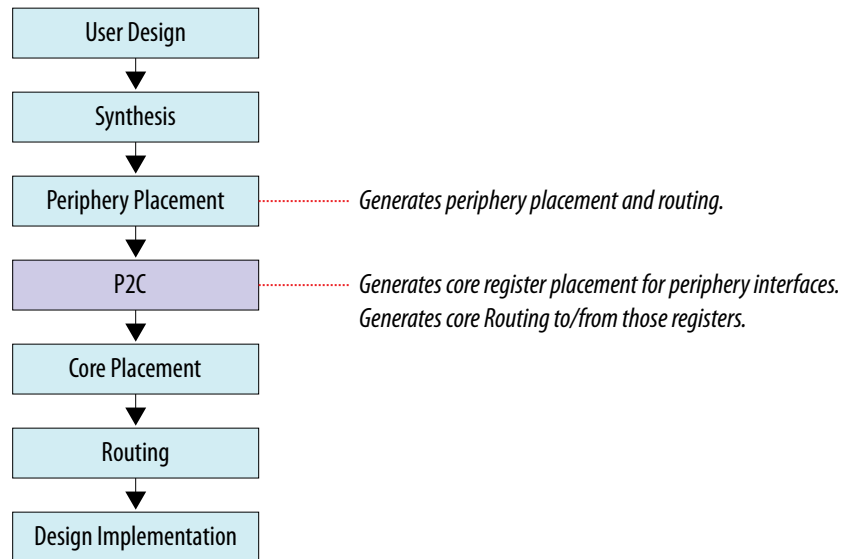 User Design
Synthesis
Periphery Placement
Generates periphery placement and routing.
P2C
Generates core register placement for periphery interfaces.
Generates core Routing to/from those registers.
Core Placement
Routing
Design Implementation